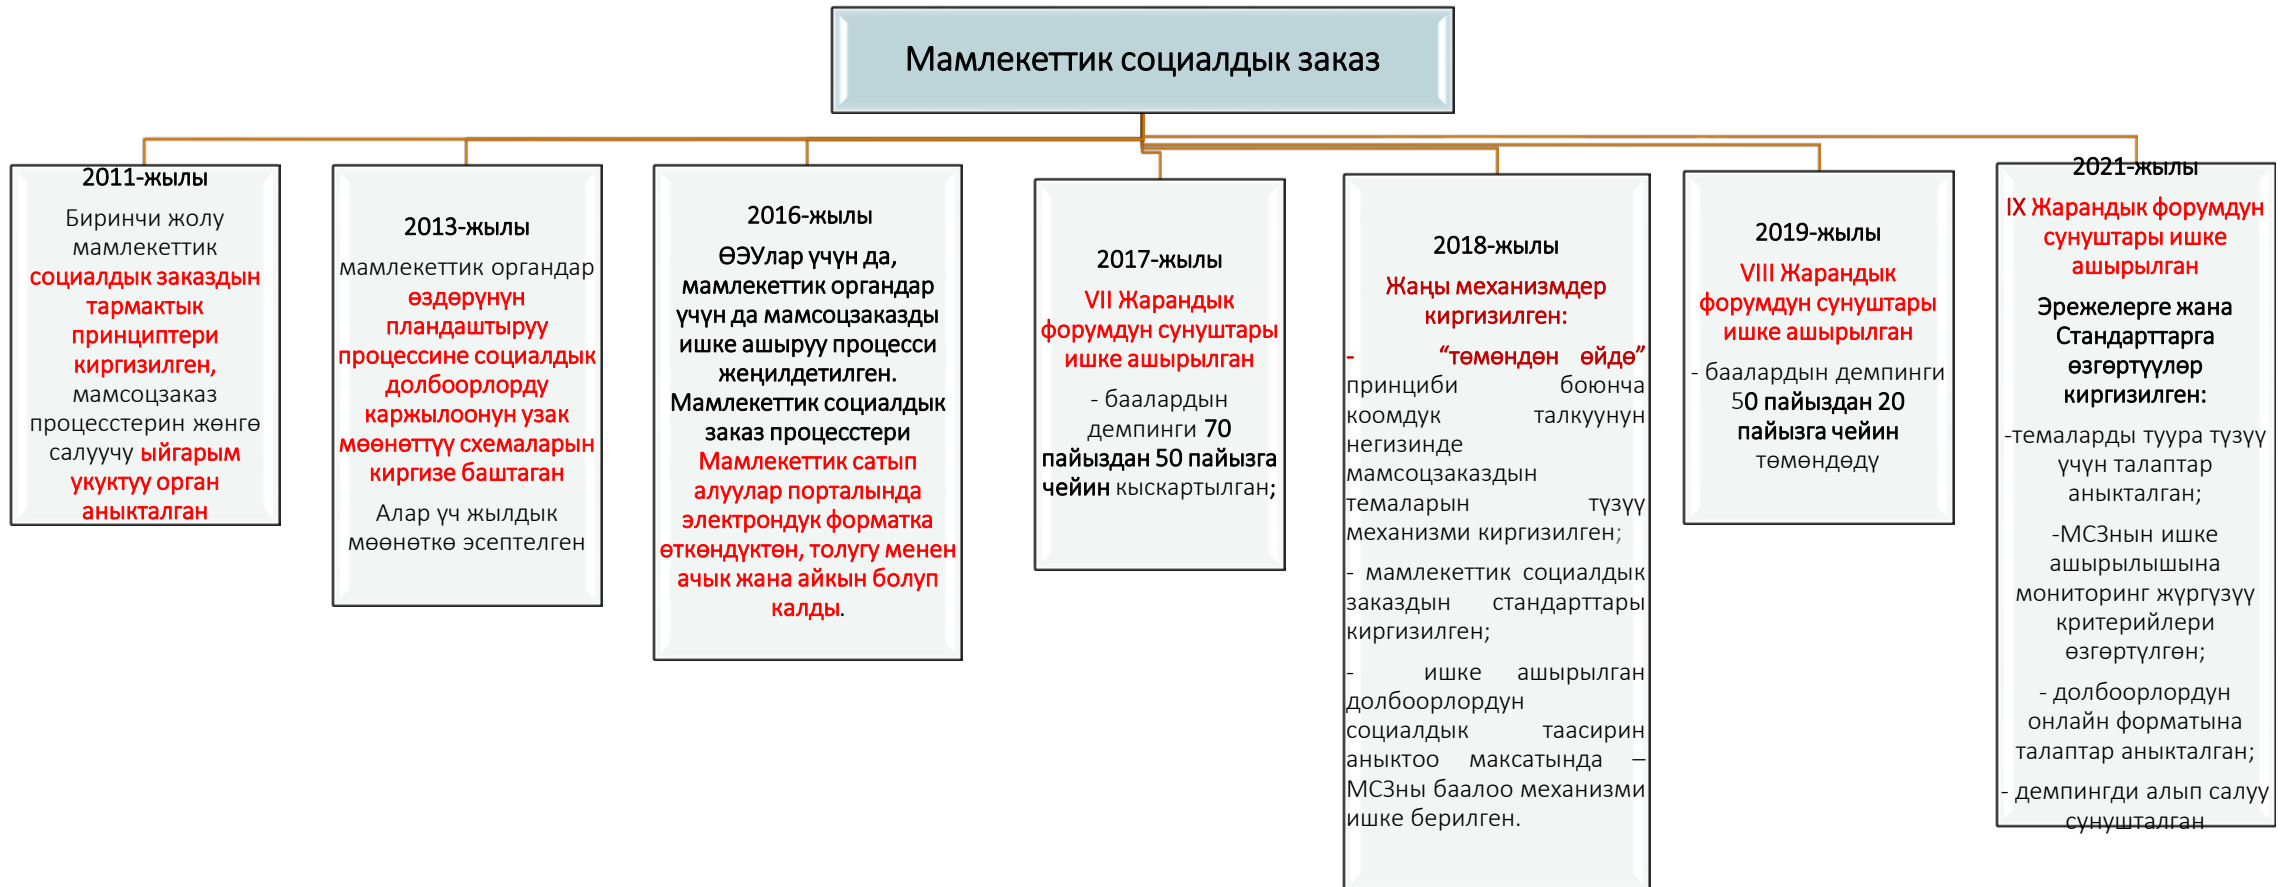 Мамлекеттик социалдык заказ
2011-жылы
Биринчи жолу
мамлекеттик
социалдык заказдын
тармактык
принциптери
киргизилген,
мамсоцзаказ
процесстерин жөнгө
салуучу ыйгарым
укуктуу орган
аныкталган
2013-жылы
мамлекеттик органдар
өздөрүнүн
пландаштыруу
процессине социалдык
долбоорлорду
каржылоонун узак
мөөнөттүү схемаларын
киргизе баштаган
Алар үч жылдык
мөөнөткө эсептелген
2016-жылы
ӨЭУлар үчүн да,
мамлекеттик органдар
үчүн да мамсоцзаказды
ишке ашыруу процесси
жеңилдетилген.
Мамлекеттик социалдык
заказ процесстери
Мамлекеттик сатып
алуулар порталында
электрондук форматка
өткөндүктөн, толугу менен
ачык жана айкын болуп
калды.
2017-жылы
VII Жарандык
форумдун сунуштары
ишке ашырылган
- баалардын
демпинги 70
пайыздан 50 пайызга
чейин кыскартылган;
2018-жылы
Жаңы механизмдер
киргизилген:
- “төмөндөн өйдө”
принциби боюнча
коомдук талкуунун
негизинде
мамсоцзаказдын
темаларын түзүү
механизми киргизилген;
- мамлекеттик социалдык
заказдын стандарттары
киргизилген;
- ишке ашырылган
долбоорлордун
социалдык таасирин
аныктоо максатында –
МСЗны баалоо механизми
ишке берилген.
2019-жылы
VIII Жарандык
форумдун сунуштары
ишке ашырылган
- баалардын демпинги
50 пайыздан 20
пайызга чейин
төмөндөдү
2021-жылы
IX Жарандык форумдун
сунуштары ишке
ашырылган
Эрежелерге жана
Стандарттарга
өзгөртүүлөр
киргизилген:
-темаларды туура түзүү
үчүн талаптар
аныкталган;
-МСЗнын ишке
ашырылышына
мониторинг жүргүзүү
критерийлери
өзгөртүлгөн;
- долбоорлордун
онлайн форматына
талаптар аныкталган;
- демпингди алып салуу
сунушталган